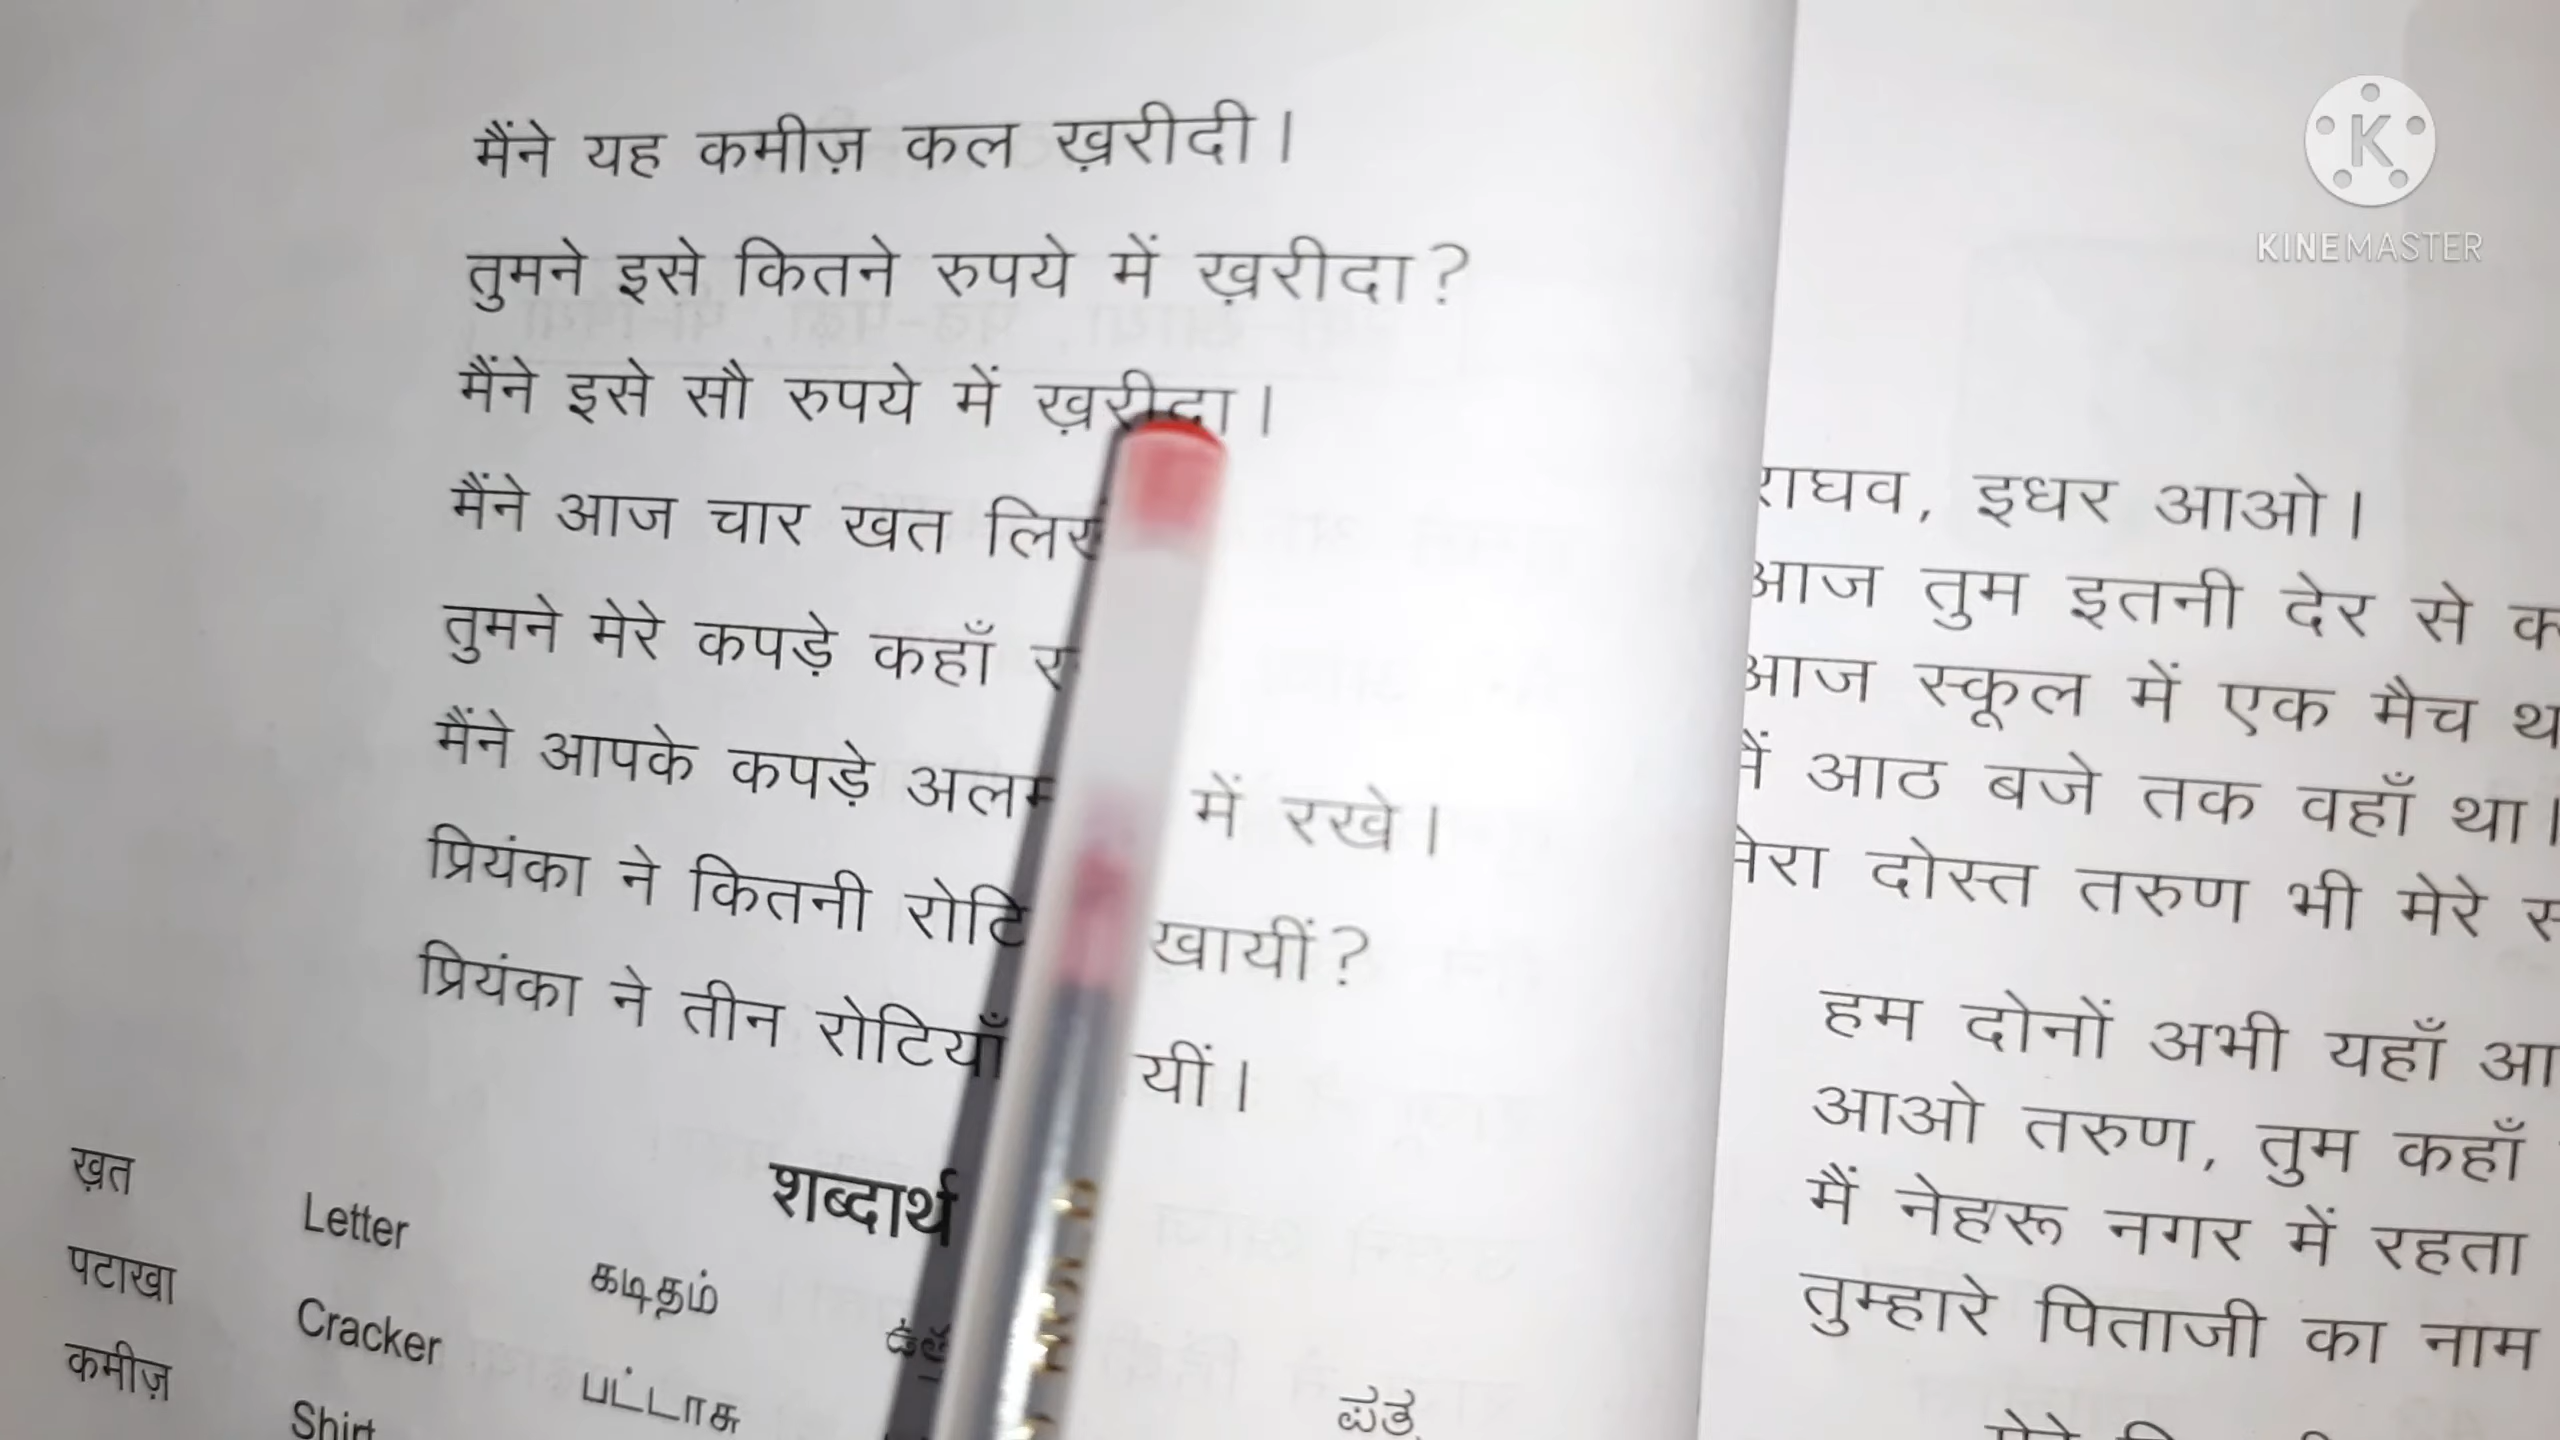 मैंने यह कमीज़ कल ख़रीदी।
तुमने इसे कितने रुपये में ख़रीदा?
मैंने इसे सौ रुपये में ख़रीदा।
मैंने आज चार खत
तुमने मेरे कपड़े कहाँ
मैंने आपके कपड़े में रखे।
प्रियंका ने कितनी खायीं?
प्रियंका ने तीन रोटियाँ
शब्दार्थ
ख़त Letter கடிதம்
पटाखा Cracker பட்டாசு
कमीज़ Shirt
राघव, इधर आओ।
आज तुम इतनी देर से
आज स्कूल में एक मैच
मैं आठ बजे तक वहाँ था।
मेरा दोस्त तरुण भी मेरे
हम दोनों अभी यहाँ
आओ तरुण, तुम कहाँ
मैं नेहरू नगर में रहता
तुम्हारे पिताजी का नाम
KINEMASTER